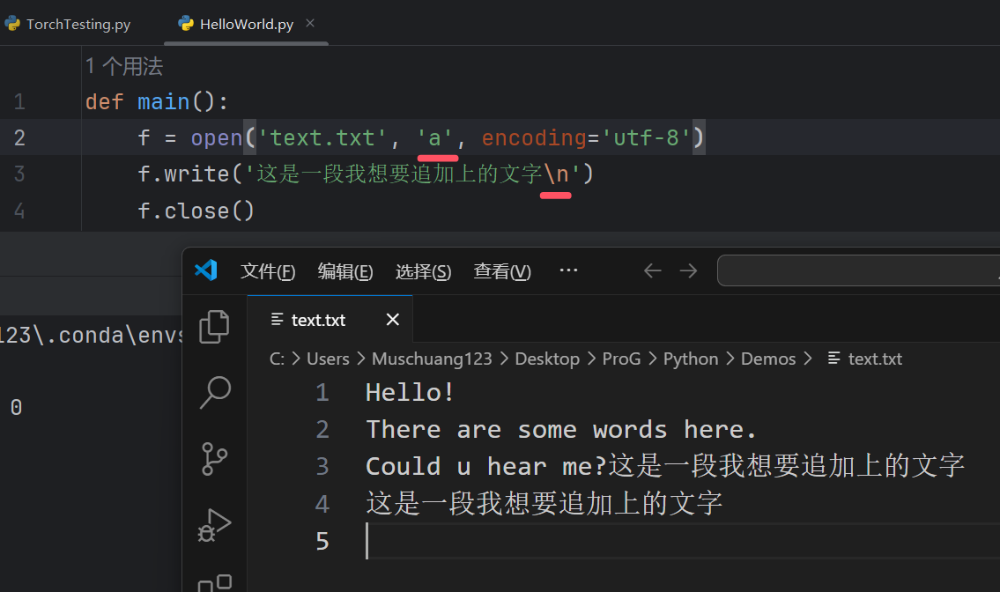 TorchTesting.py HelloWorld.py
1 个用法
1 def main():
2 f = open('text.txt', 'a', encoding='utf-8')
3 f.write('这是一段我想要追加上的文字\n')
4 f.close()
文件(F) 编辑(E) 选择(S) 查看(V) ···
text.txt
123\.conda\envs
C: > Users > Muschuang123 > Desktop > ProG > Python > Demos > text.txt
1 Hello!
0
2 There are some words here.
3 Could u hear me?这是一段我想要追加上的文字
4 这是一段我想要追加上的文字
5